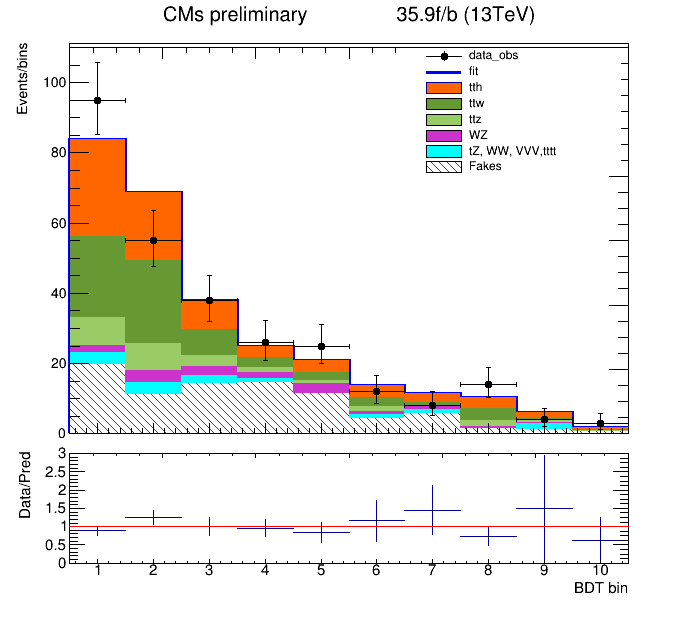 CMs preliminary 35.9f/b (13TeV)
Events/bins
100
80
60
40
20
0
data_obs
fit
tth
ttw
ttz
WZ
tZ, WW, VVV,tttt
Fakes
Data/Pred
3
2.5
2
1.5
1
0.5
0
1 2 3 4 5 6 7 8 9 10
BDT bin